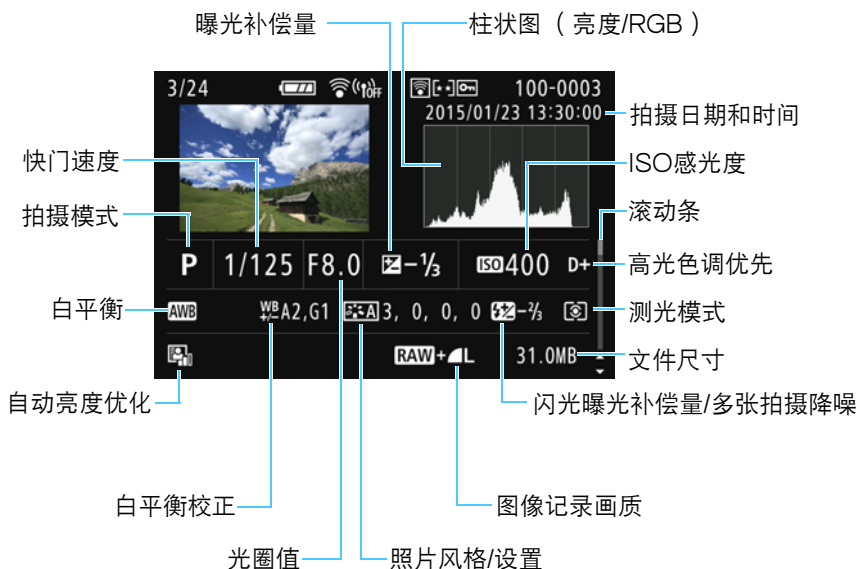 曝光补偿量
柱状图 （ 亮度/RGB ）
3/24
OFF
100-0003
2015/01/23 13:30:00
拍摄日期和时间
快门速度
ISO感光度
拍摄模式
滚动条
P 1/125 F8.0 -1/3 ISO400 D+
高光色调优先
白平衡
AWB WB+/- A2,G1 A 3, 0, 0, 0 -2/3
测光模式
RAW+L 31.0MB
文件尺寸
自动亮度优化
闪光曝光补偿量/多张拍摄降噪
白平衡校正
图像记录画质
光圈值
照片风格/设置